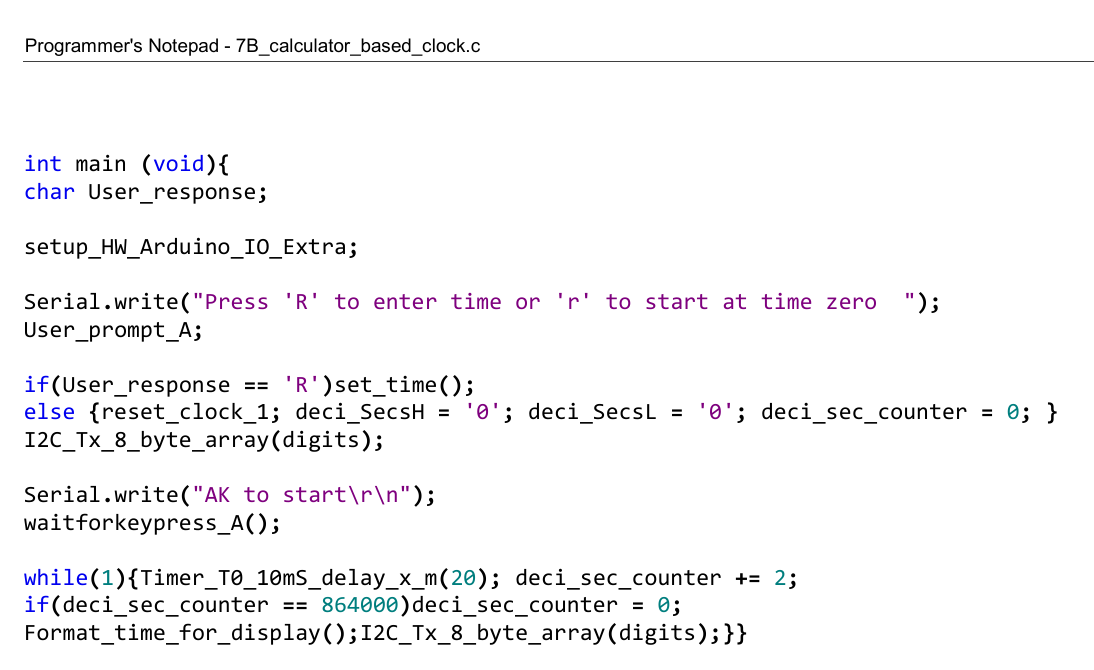 Programmer's Notepad - 7B_calculator_based_clock.c
int main (void){
char User_response;
setup_HW_Arduino_IO_Extra;
Serial.write("Press 'R' to enter time or 'r' to start at time zero  ");
User_prompt_A;
if(User_response == 'R')set_time();
else {reset_clock_1; deci_SecsH = '0'; deci_SecsL = '0'; deci_sec_counter = 0; }
I2C_Tx_8_byte_array(digits);
Serial.write("AK to start\r\n");
waitforkeypress_A();
while(1){Timer_T0_10mS_delay_x_m(20); deci_sec_counter += 2;
if(deci_sec_counter == 864000)deci_sec_counter = 0;
Format_time_for_display();I2C_Tx_8_byte_array(digits);}}